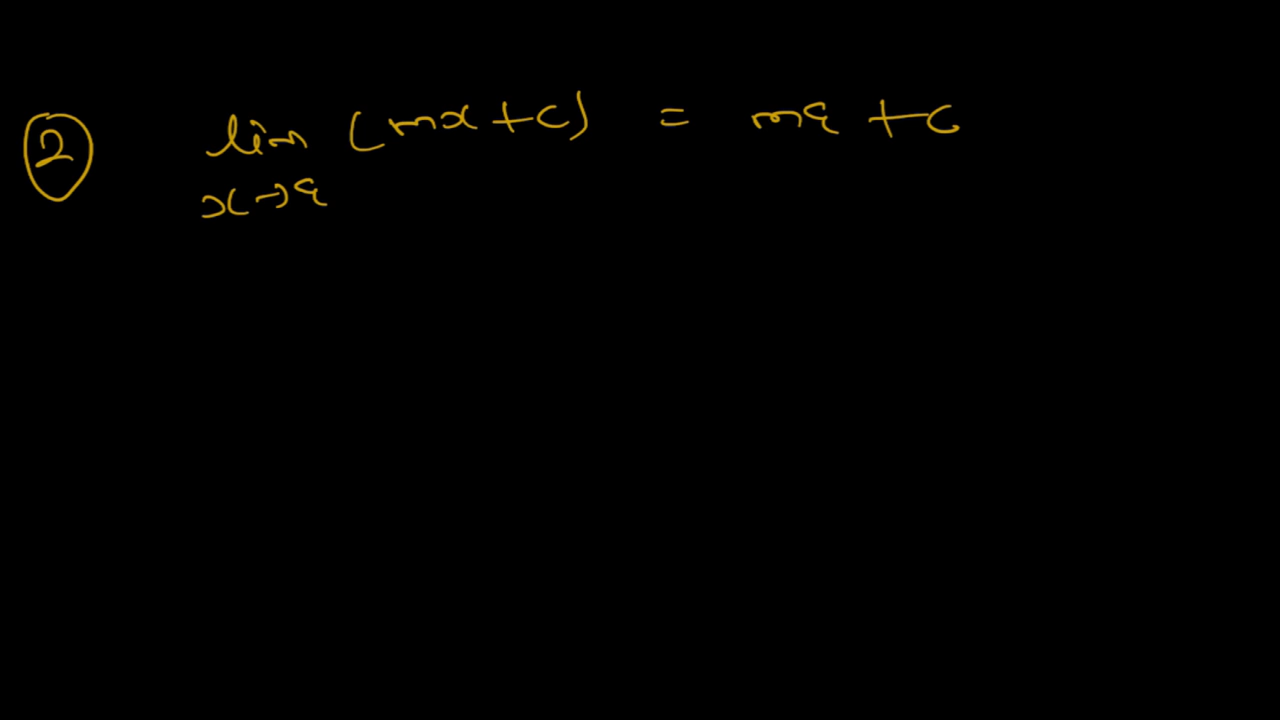 ② lim (mx+c) = ma +c
x→a